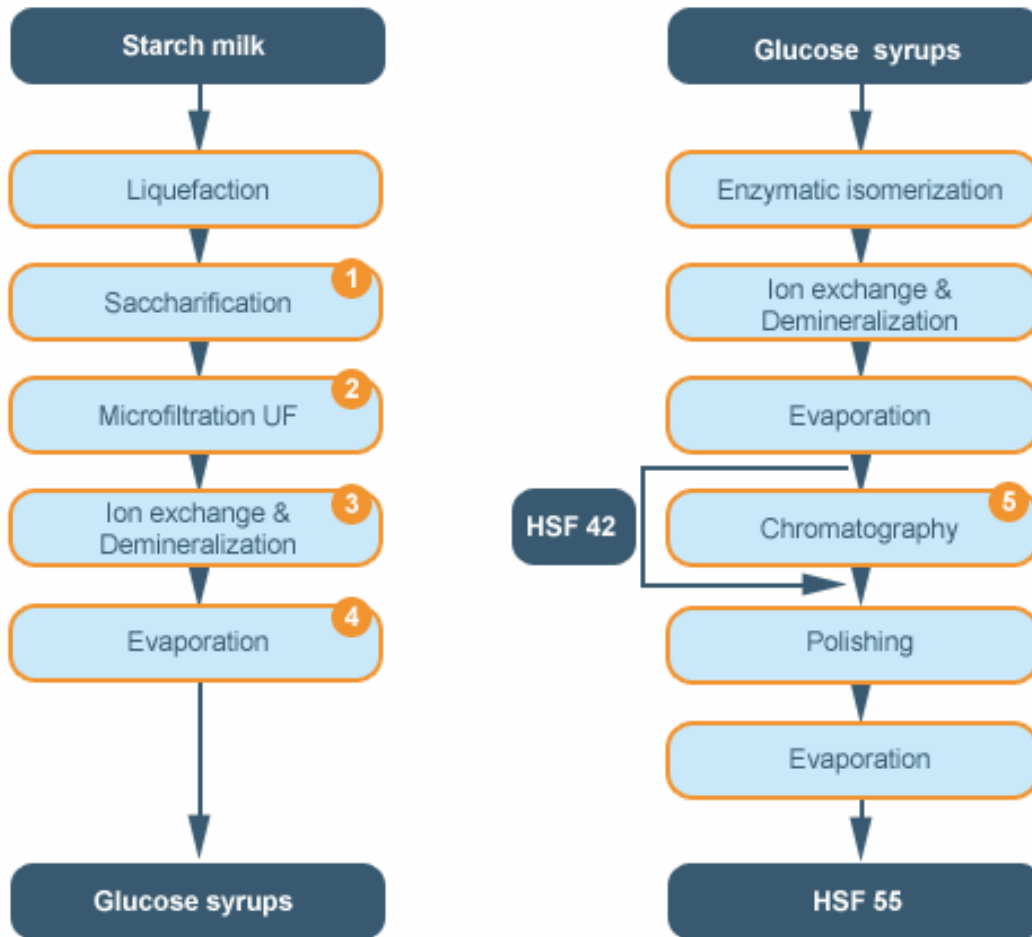 Starch milk
Liquefaction
1
Saccharification
2
Microfiltration UF
3
Ion exchange &
Demineralization
4
Evaporation
Glucose syrups
Glucose syrups
Enzymatic isomerization
Ion exchange &
Demineralization
Evaporation
HSF 42
5
Chromatography
Polishing
Evaporation
HSF 55